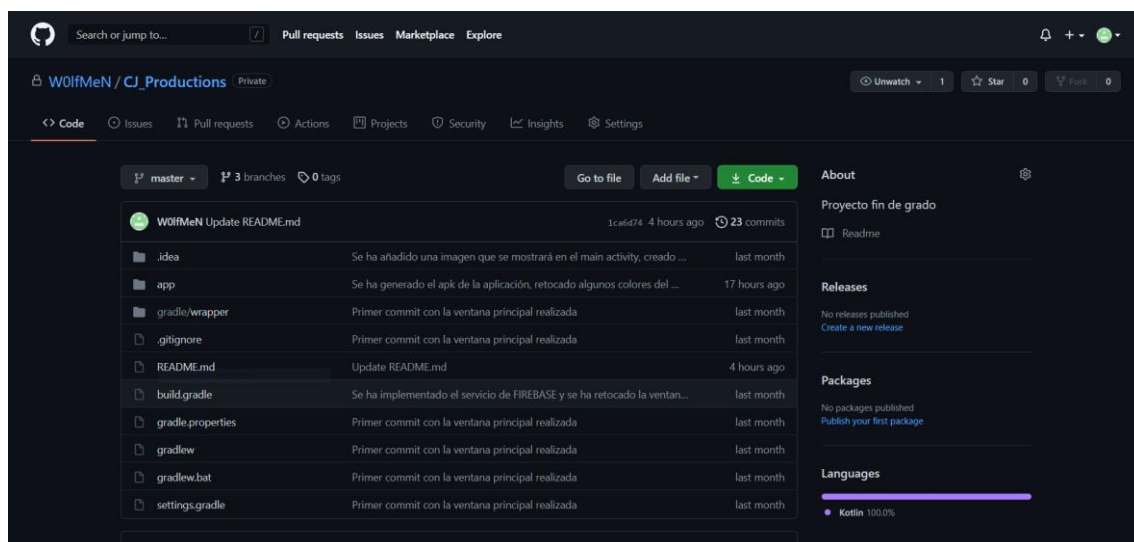 Search or jump to... / Pull requests Issues Marketplace Explore
W0lfMeN / CJ_Productions Private
Unwatch 1 Star 0 Fork 0
<> Code Issues Pull requests Actions Projects Security Insights Settings
master 3 branches 0 tags Go to file Add file Code
W0lfMeN Update README.md 1ca6d74 4 hours ago 23 commits
.idea Se ha añadido una imagen que se mostrará en el main activity, creado ... last month
app Se ha generado el apk de la aplicación, retocado algunos colores del ... 17 hours ago
gradle/wrapper Primer commit con la ventana principal realizada last month
.gitignore Primer commit con la ventana principal realizada last month
README.md Update README.md 4 hours ago
build.gradle Se ha implementado el servicio de FIREBASE y se ha retocado la ventan... last month
gradle.properties Primer commit con la ventana principal realizada last month
gradlew Primer commit con la ventana principal realizada last month
gradlew.bat Primer commit con la ventana principal realizada last month
settings.gradle Primer commit con la ventana principal realizada last month
About
Proyecto fin de grado
Readme
Releases
No releases published
Create a new release
Packages
No packages published
Publish your first package
Languages
Kotlin 100.0%